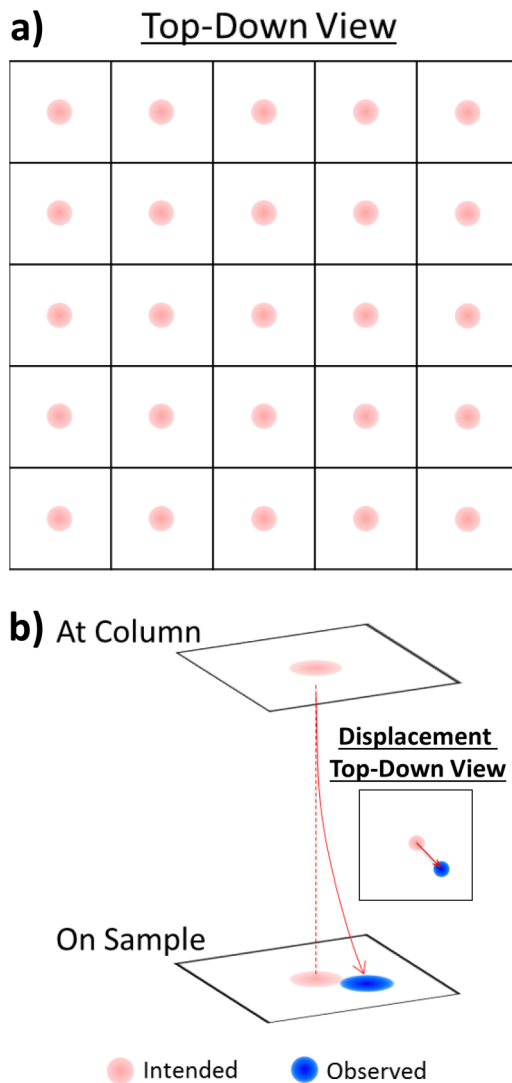 a)
Top-Down View
b)
At Column
Displacement
Top-Down View
On Sample
Intended
Observed